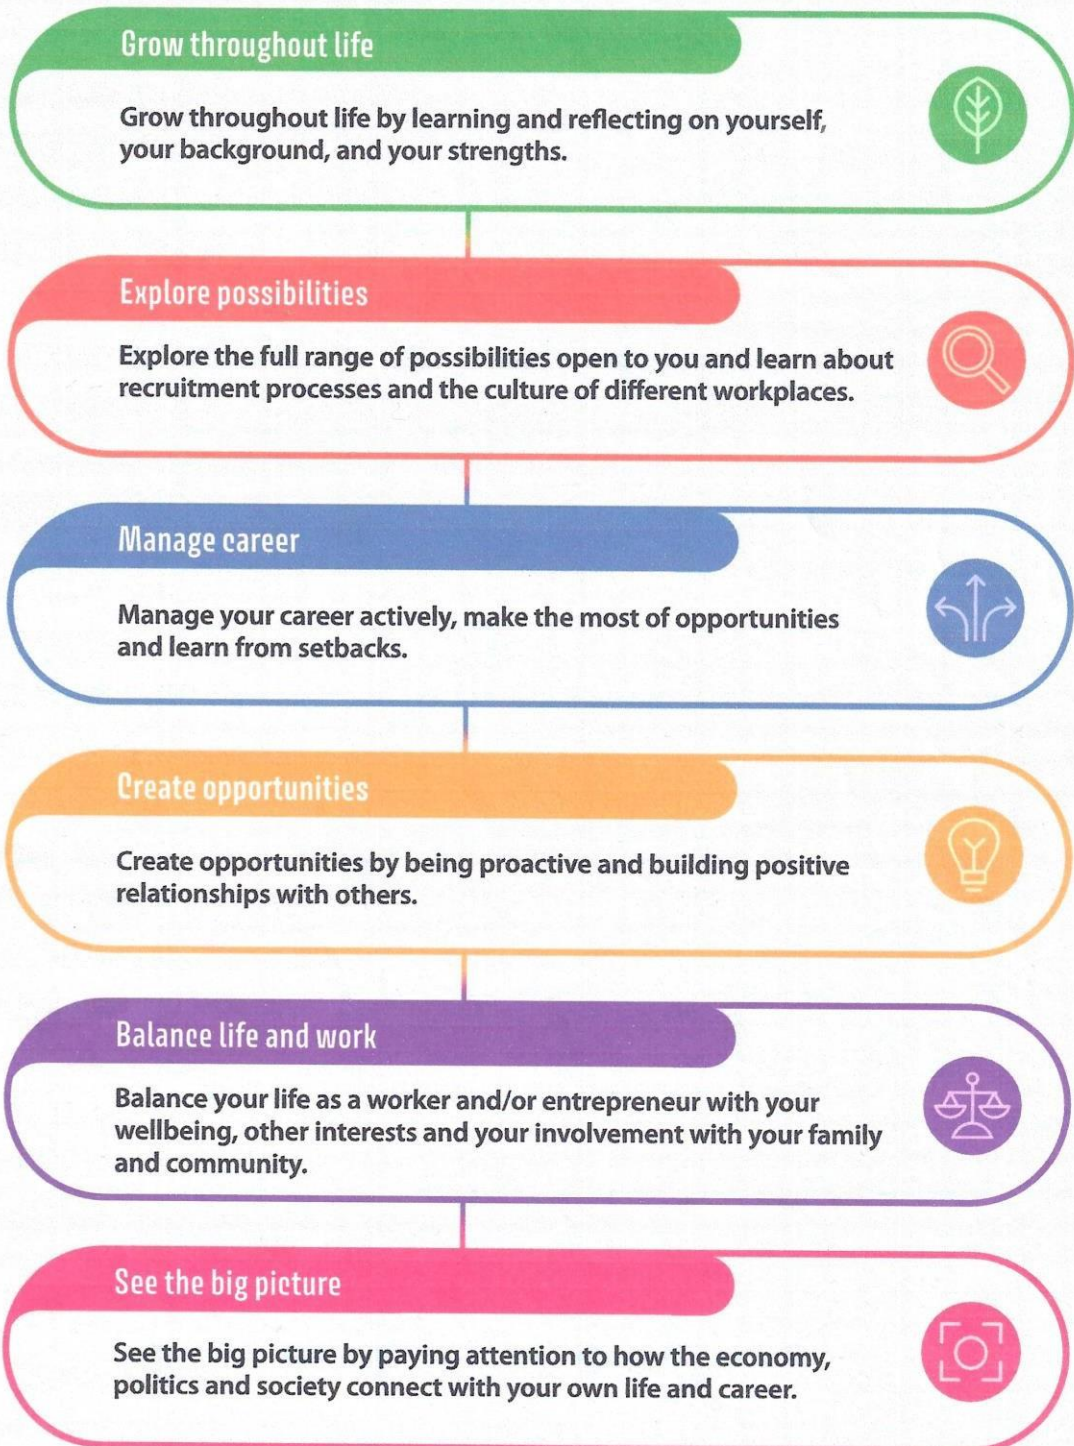 Grow throughout life
Grow throughout life by learning and reflecting on yourself,
your background, and your strengths.
Explore possibilities
Explore the full range of possibilities open to you and learn about
recruitment processes and the culture of different workplaces.
Manage career
Manage your career actively, make the most of opportunities
and learn from setbacks.
Create opportunities
Create opportunities by being proactive and building positive
relationships with others.
Balance life and work
Balance your life as a worker and/or entrepreneur with your
wellbeing, other interests and your involvement with your family
and community.
See the big picture
See the big picture by paying attention to how the economy,
politics and society connect with your own life and career.